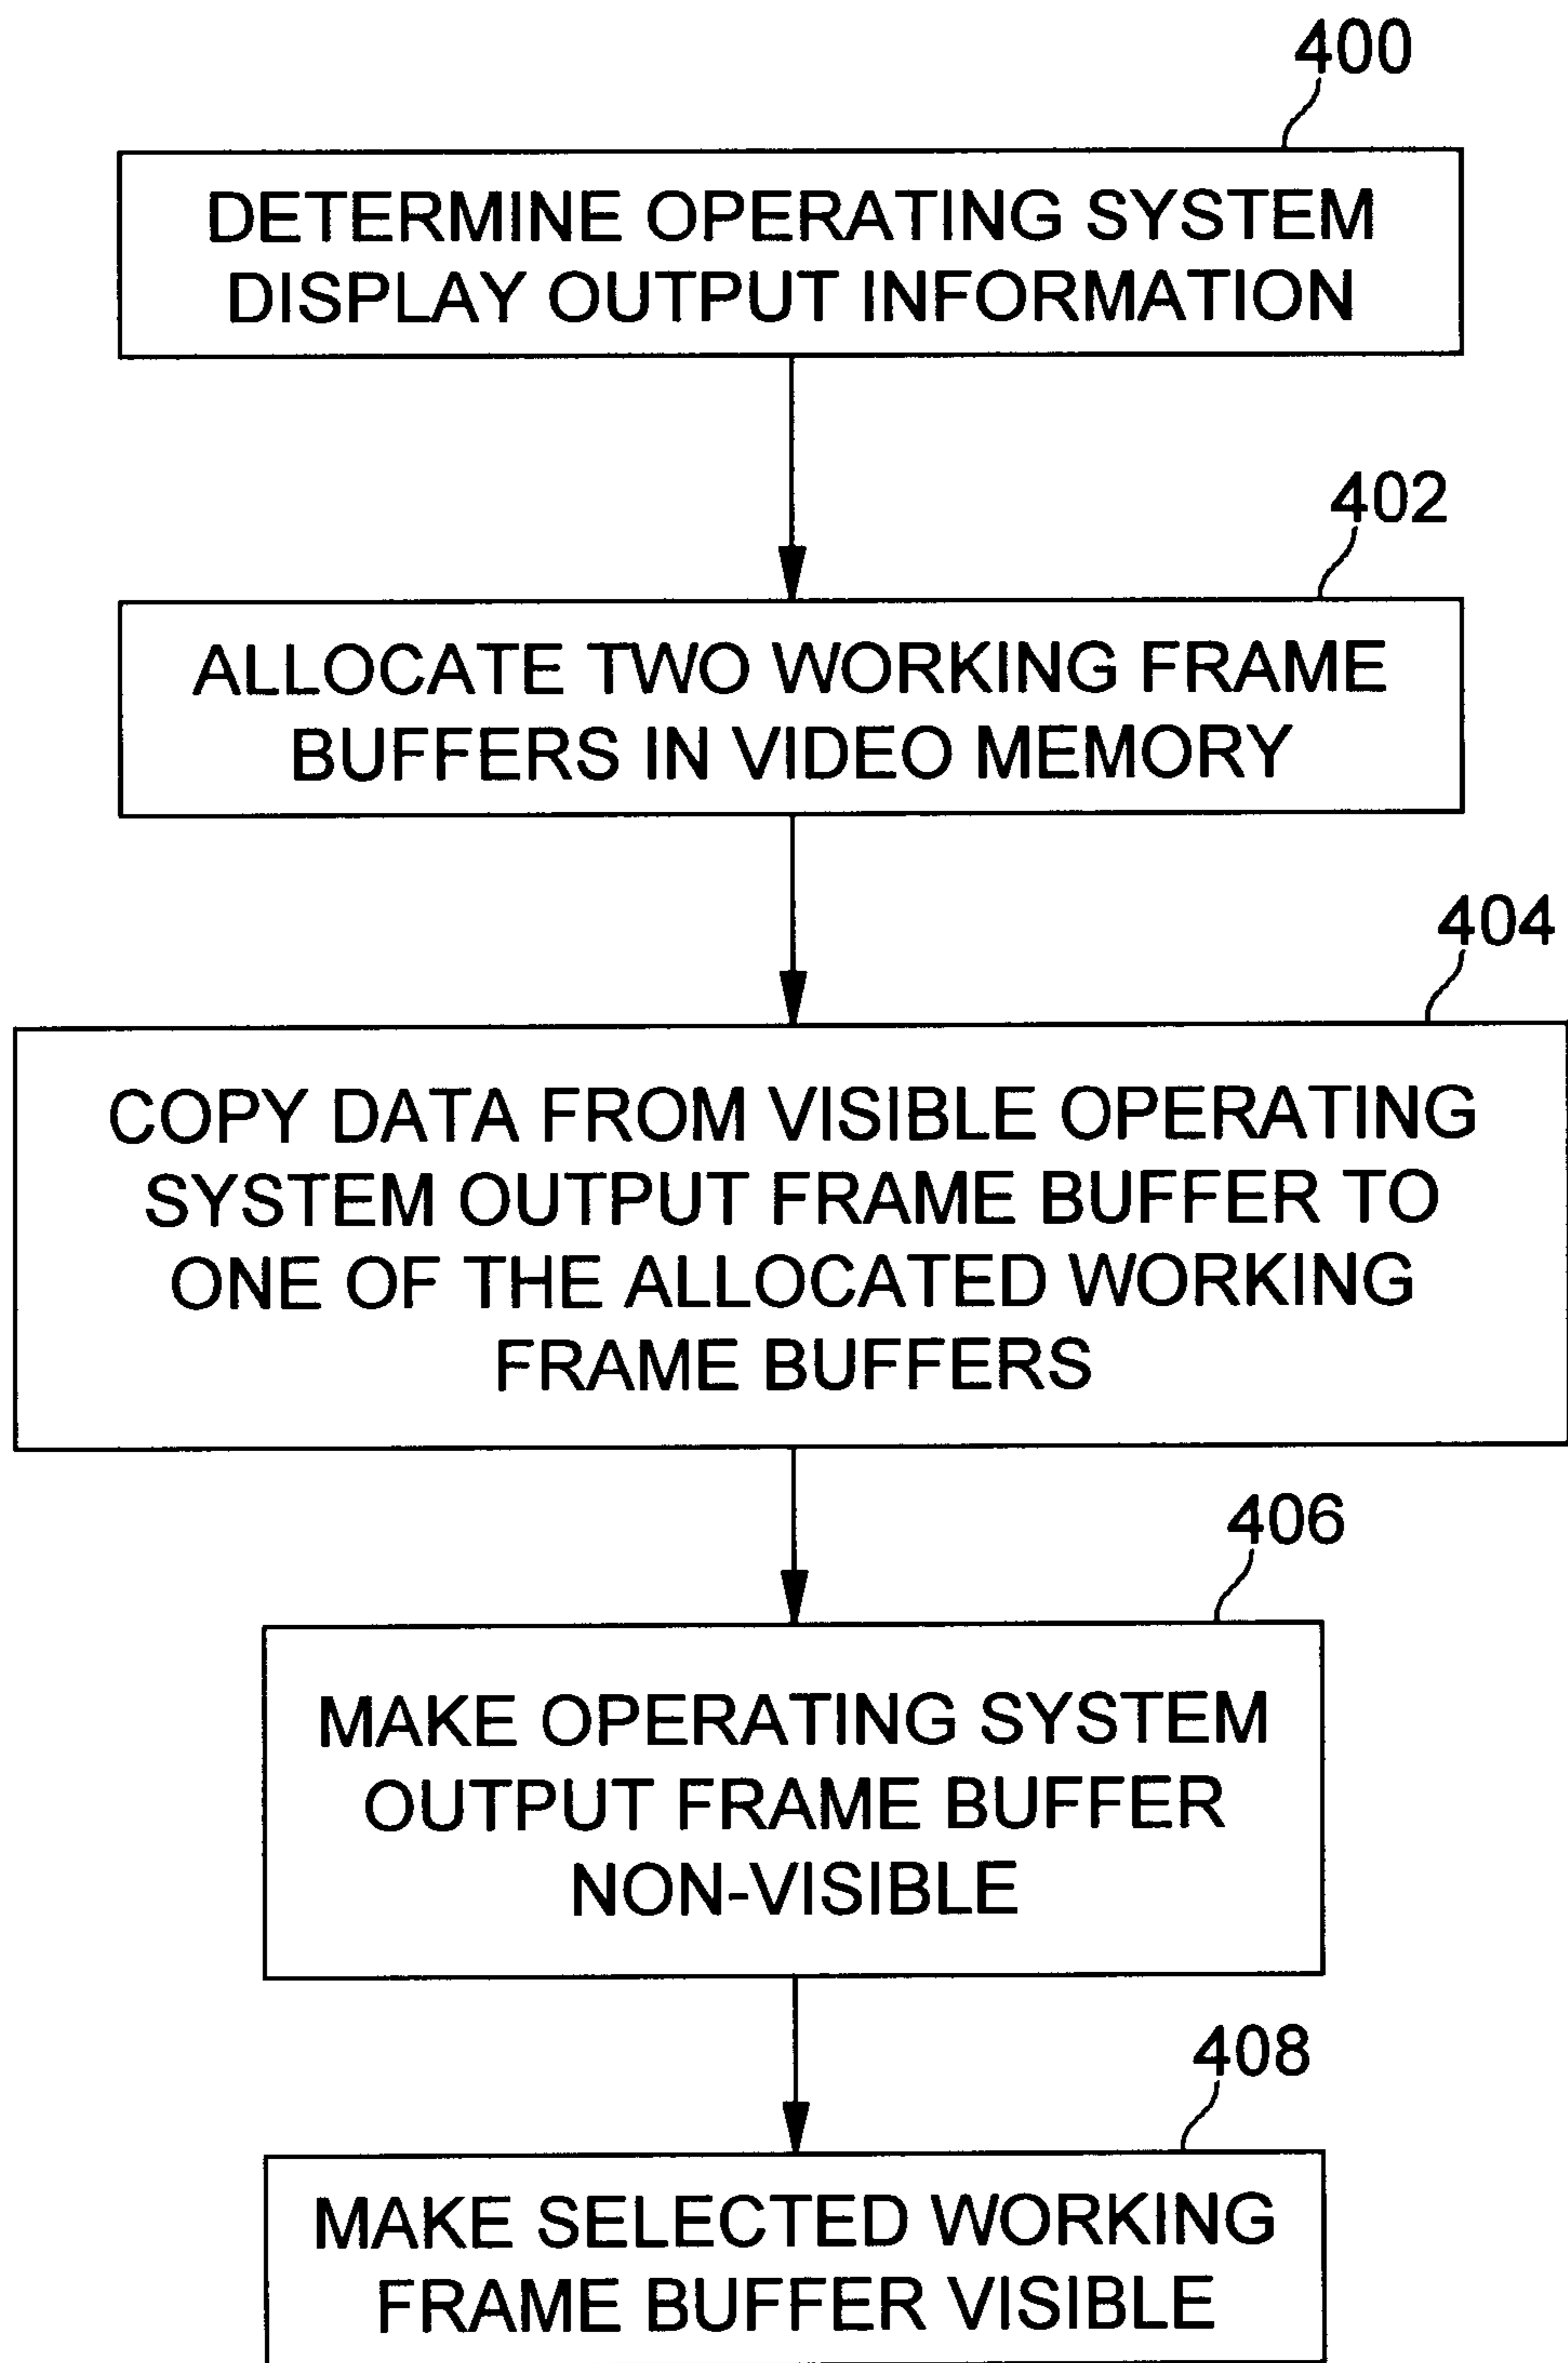 400
DETERMINE OPERATING SYSTEM
DISPLAY OUTPUT INFORMATION
402
ALLOCATE TWO WORKING FRAME
BUFFERS IN VIDEO MEMORY
404
COPY DATA FROM VISIBLE OPERATING
SYSTEM OUTPUT FRAME BUFFER TO
ONE OF THE ALLOCATED WORKING
FRAME BUFFERS
406
MAKE OPERATING SYSTEM
OUTPUT FRAME BUFFER
NON-VISIBLE
408
MAKE SELECTED WORKING
FRAME BUFFER VISIBLE